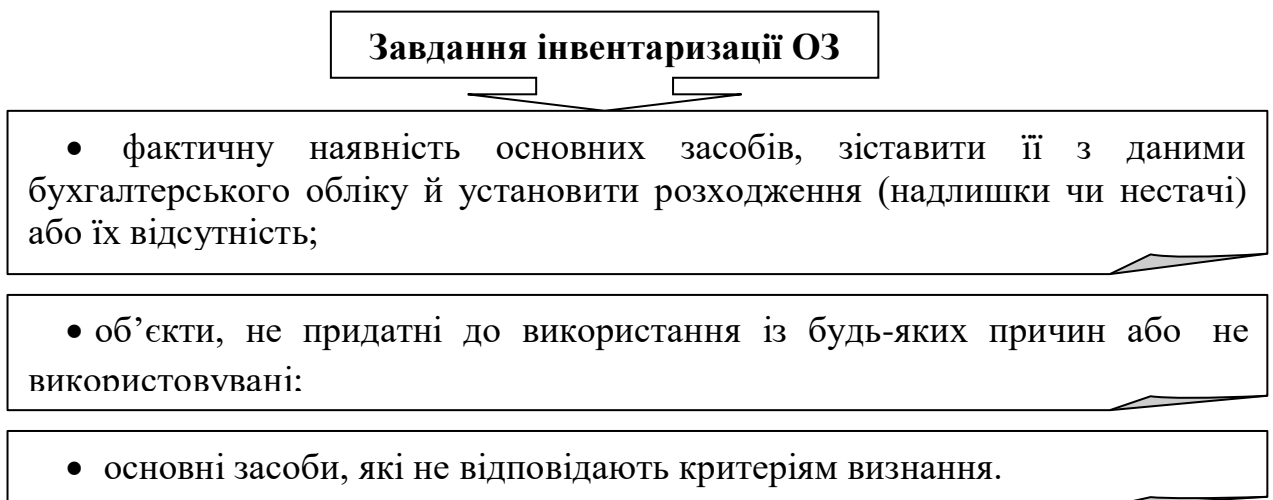 Завдання інвентаризації ОЗ
• фактичну наявність основних засобів, зіставити її з даними
бухгалтерського обліку й установити розходження (надлишки чи нестачі)
або їх відсутність;
• об’єкти, не придатні до використання із будь-яких причин або не
використовувані;
• основні засоби, які не відповідають критеріям визнання.